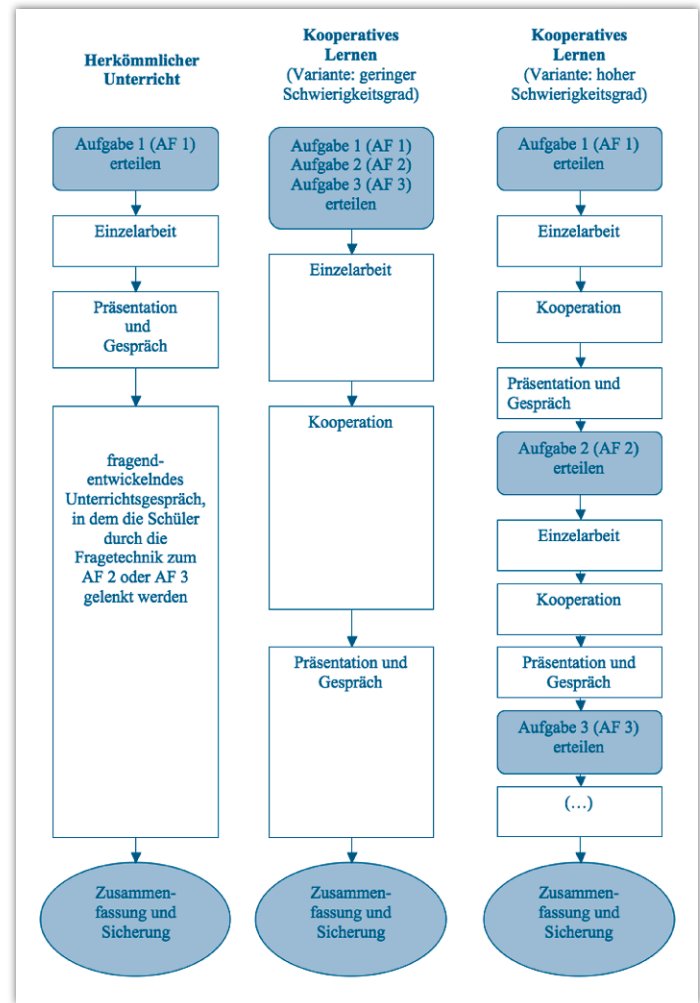 Herkömmlicher
Unterricht
Aufgabe 1 (AF 1)
erteilen
Einzelarbeit
Präsentation
und
Gespräch
fragend-
entwickelndes
Unterrichtsgespräch,
in dem die Schüler
durch die
Fragetechnik zum
AF 2 oder AF 3
gelenkt werden
Zusammen-
fassung und
Sicherung
Kooperatives
Lernen
(Variante: geringer
Schwierigkeitsgrad)
Aufgabe 1 (AF 1)
Aufgabe 2 (AF 2)
Aufgabe 3 (AF 3)
erteilen
Einzelarbeit
Kooperation
Präsentation und
Gespräch
Zusammen-
fassung und
Sicherung
Kooperatives
Lernen
(Variante: hoher
Schwierigkeitsgrad)
Aufgabe 1 (AF 1)
erteilen
Einzelarbeit
Kooperation
Präsentation und
Gespräch
Aufgabe 2 (AF 2)
erteilen
Einzelarbeit
Kooperation
Präsentation und
Gespräch
Aufgabe 3 (AF 3)
erteilen
(…)
Zusammen-
fassung und
Sicherung